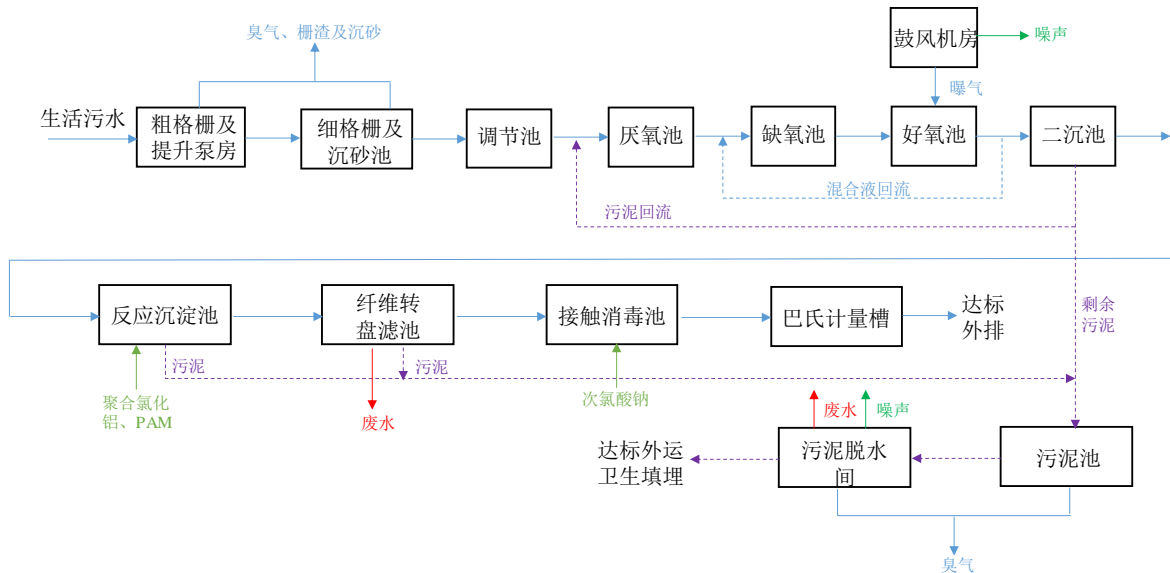 臭气、栅渣及沉砂
鼓风机房
噪声
曝气
生活污水
粗格栅及
提升泵房
细格栅及
沉砂池
调节池
厌氧池
缺氧池
好氧池
二沉池
混合液回流
污泥回流
反应沉淀池
纤维转
盘滤池
接触消毒池
巴氏计量槽
达标
外排
剩余
污泥
污泥
污泥
聚合氯化
铝、PAM
废水
次氯酸钠
废水
噪声
达标外运
卫生填埋
污泥脱水
间
污泥池
臭气